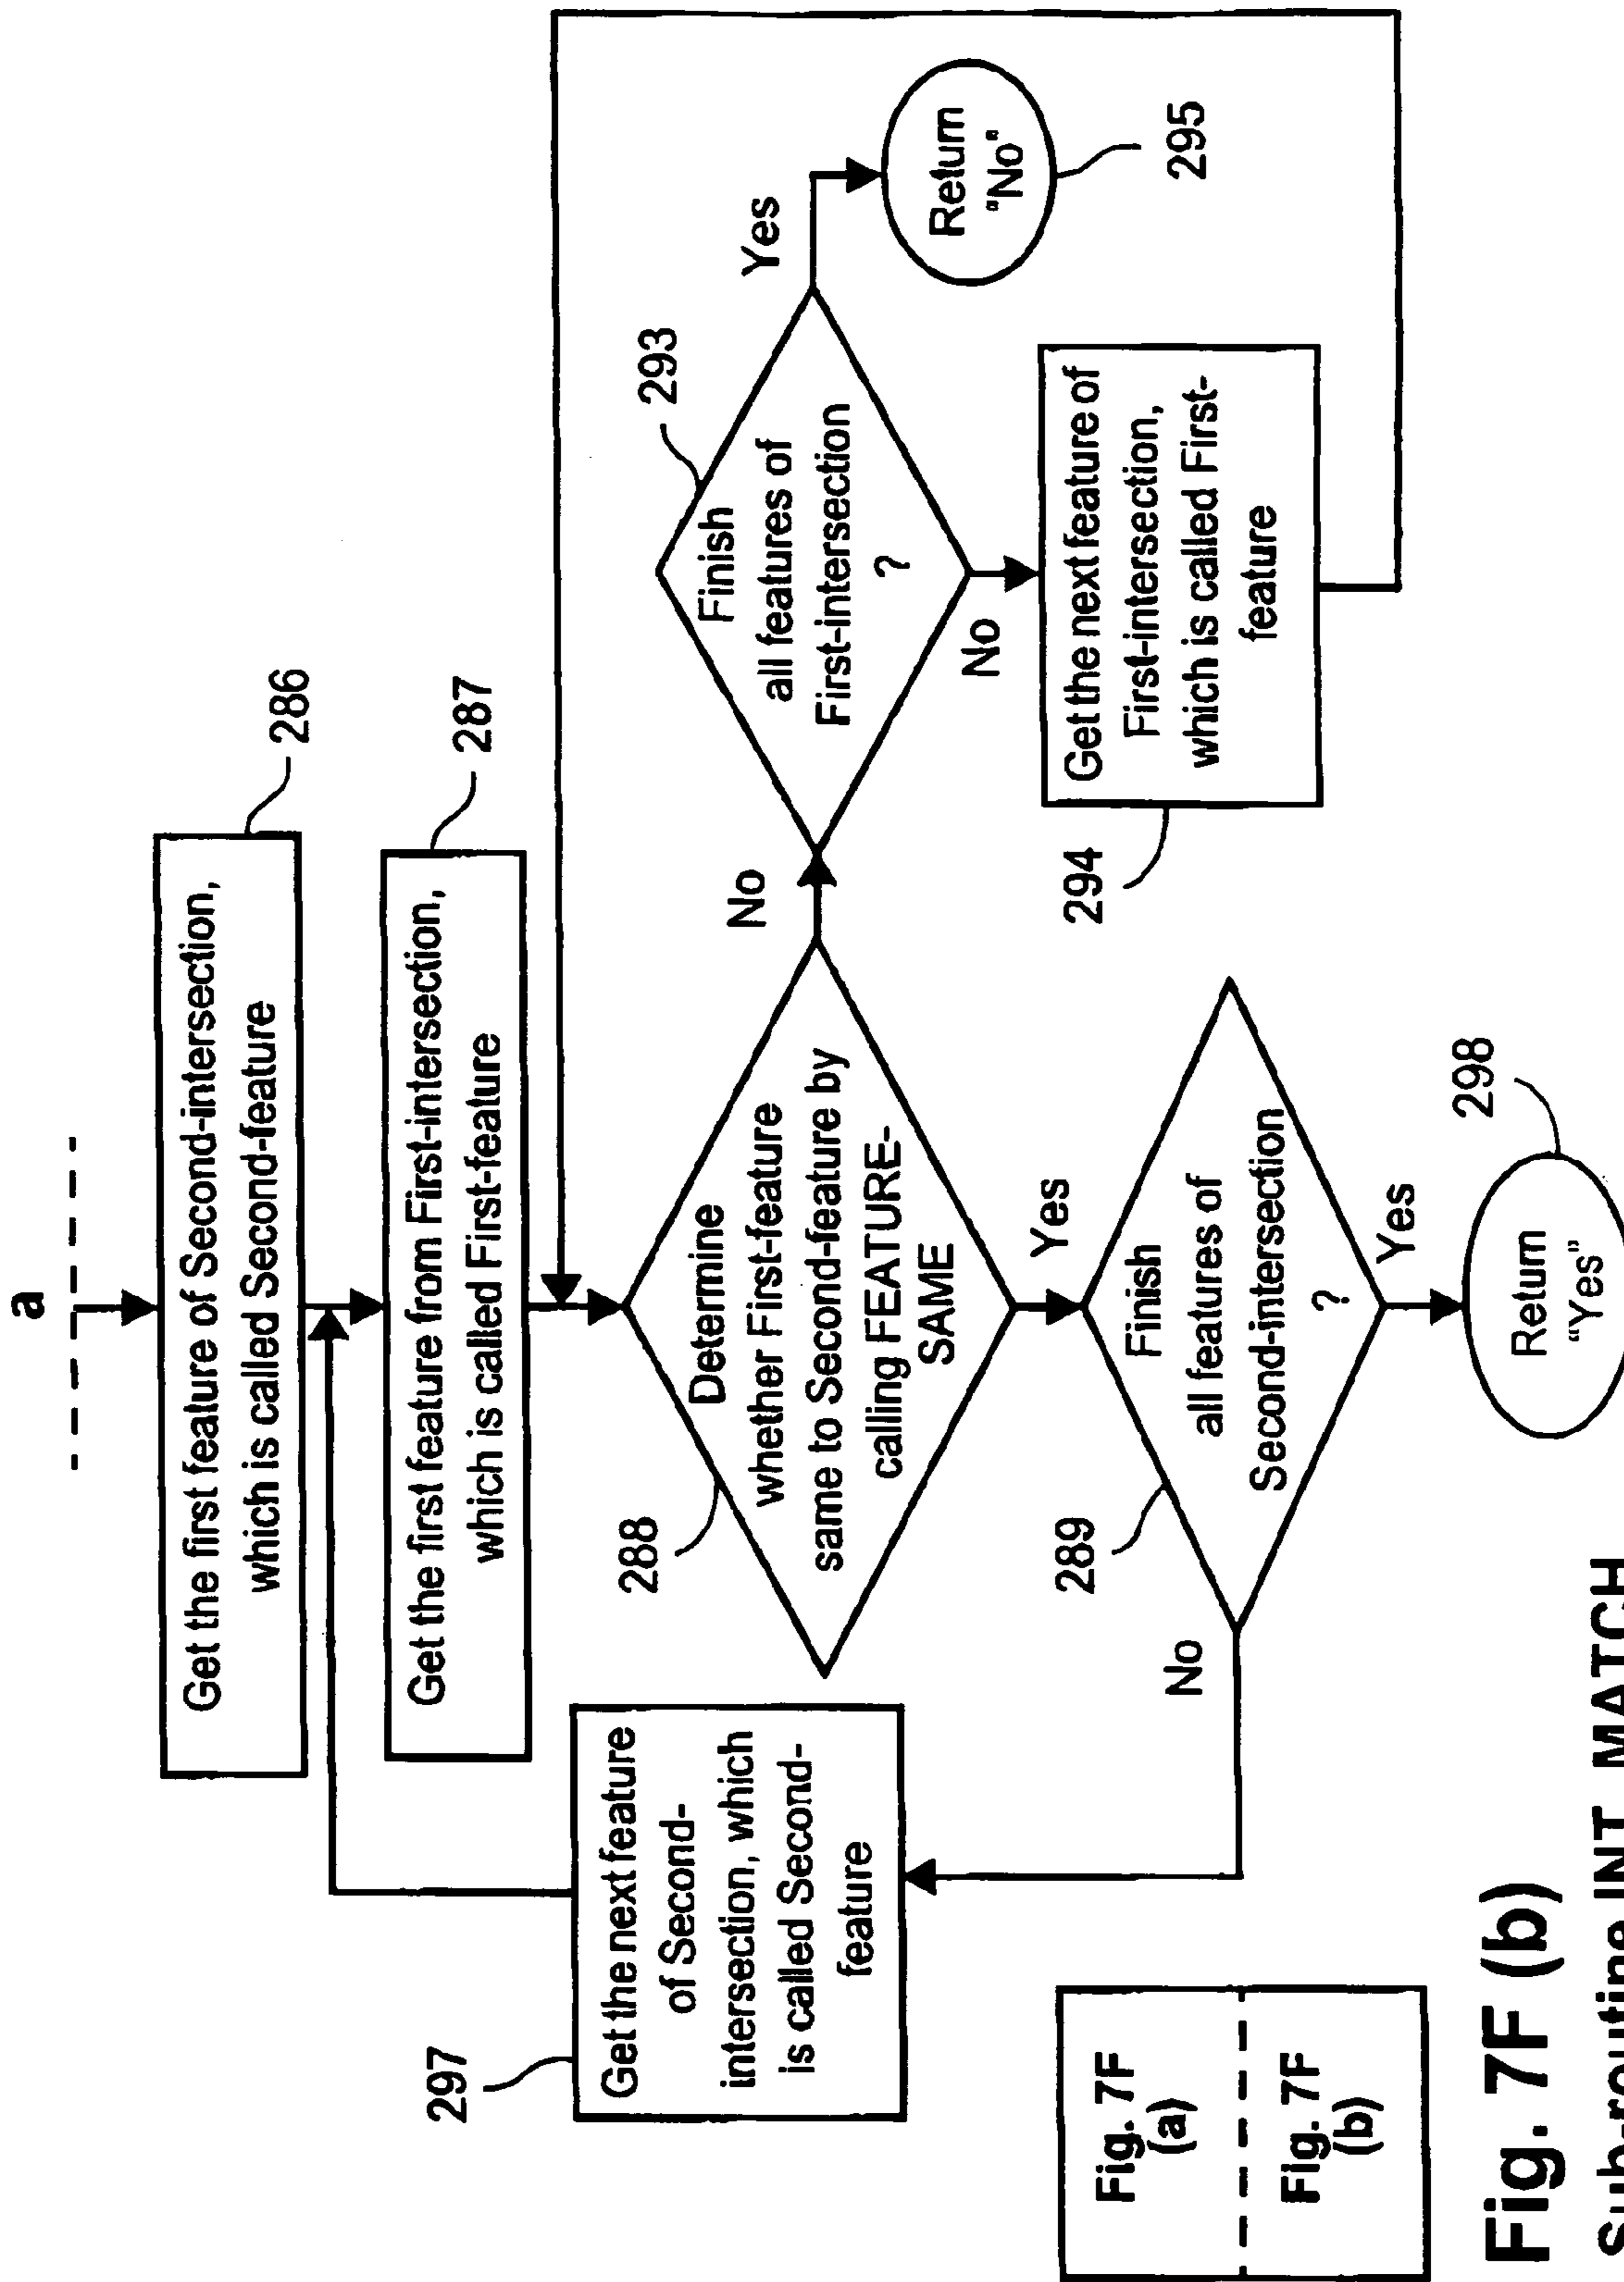 a
Get the first feature of Second-intersection,
which is called Second-feature
286
Get the first feature from First-intersection,
which is called First-feature
287
Determine
whether First-feature
same to Second-feature by
calling FEATURE-
SAME
288
No
Finish
all features of
First-intersection
?
293
Yes
Return
"No"
295
No
Get the next feature of
First-intersection,
which is called First-
feature
294
Yes
Finish
all features of
Second-intersection
?
289
Yes
Return
“Yes”
298
No
Get the next feature
of Second-
intersection, which
is called Second-
feature
297
Fig. 7F
(a)
Fig. 7F
(b)
Fig. 7F (b)
Sub-routine INT_MATCH